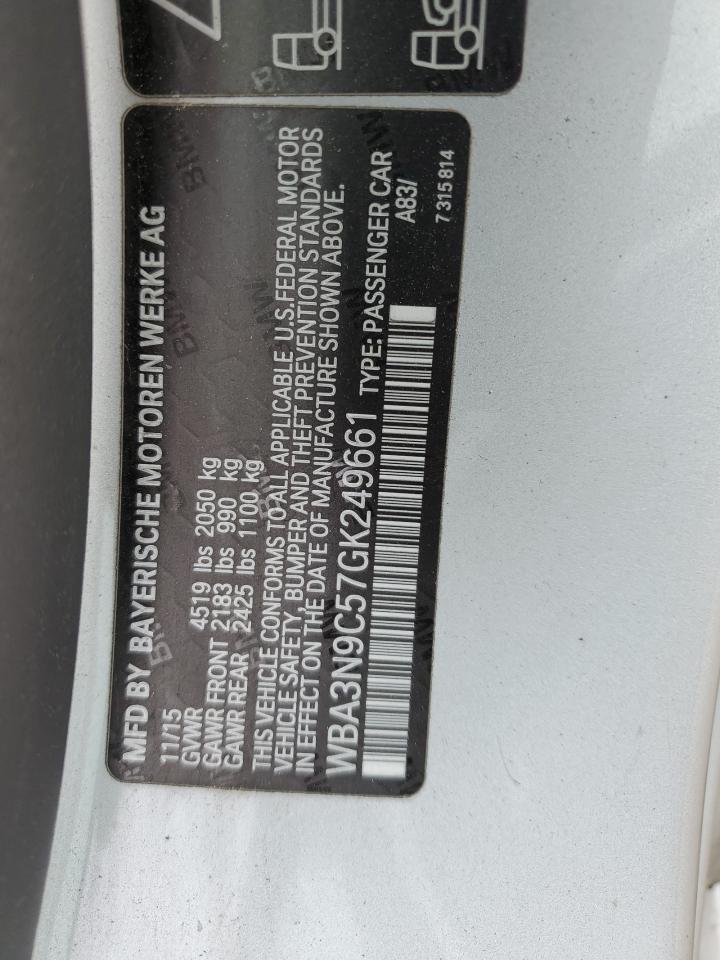 MFD BY BAYERISCHE MOTOREN WERKE AG
11/15
GVWR 4519 lbs 2050 kg
GAWR FRONT 2183 lbs 990 kg
GAWR REAR 2425 lbs 1100 kg
THIS VEHICLE CONFORMS TO ALL APPLICABLE U.S.FEDERAL MOTOR
VEHICLE SAFETY, BUMPER AND THEFT PREVENTION STANDARDS
IN EFFECT ON THE DATE OF MANUFACTURE SHOWN ABOVE.
WBA3N9C57GK249661 TYPE: PASSENGER CAR
A83/
7 315 814